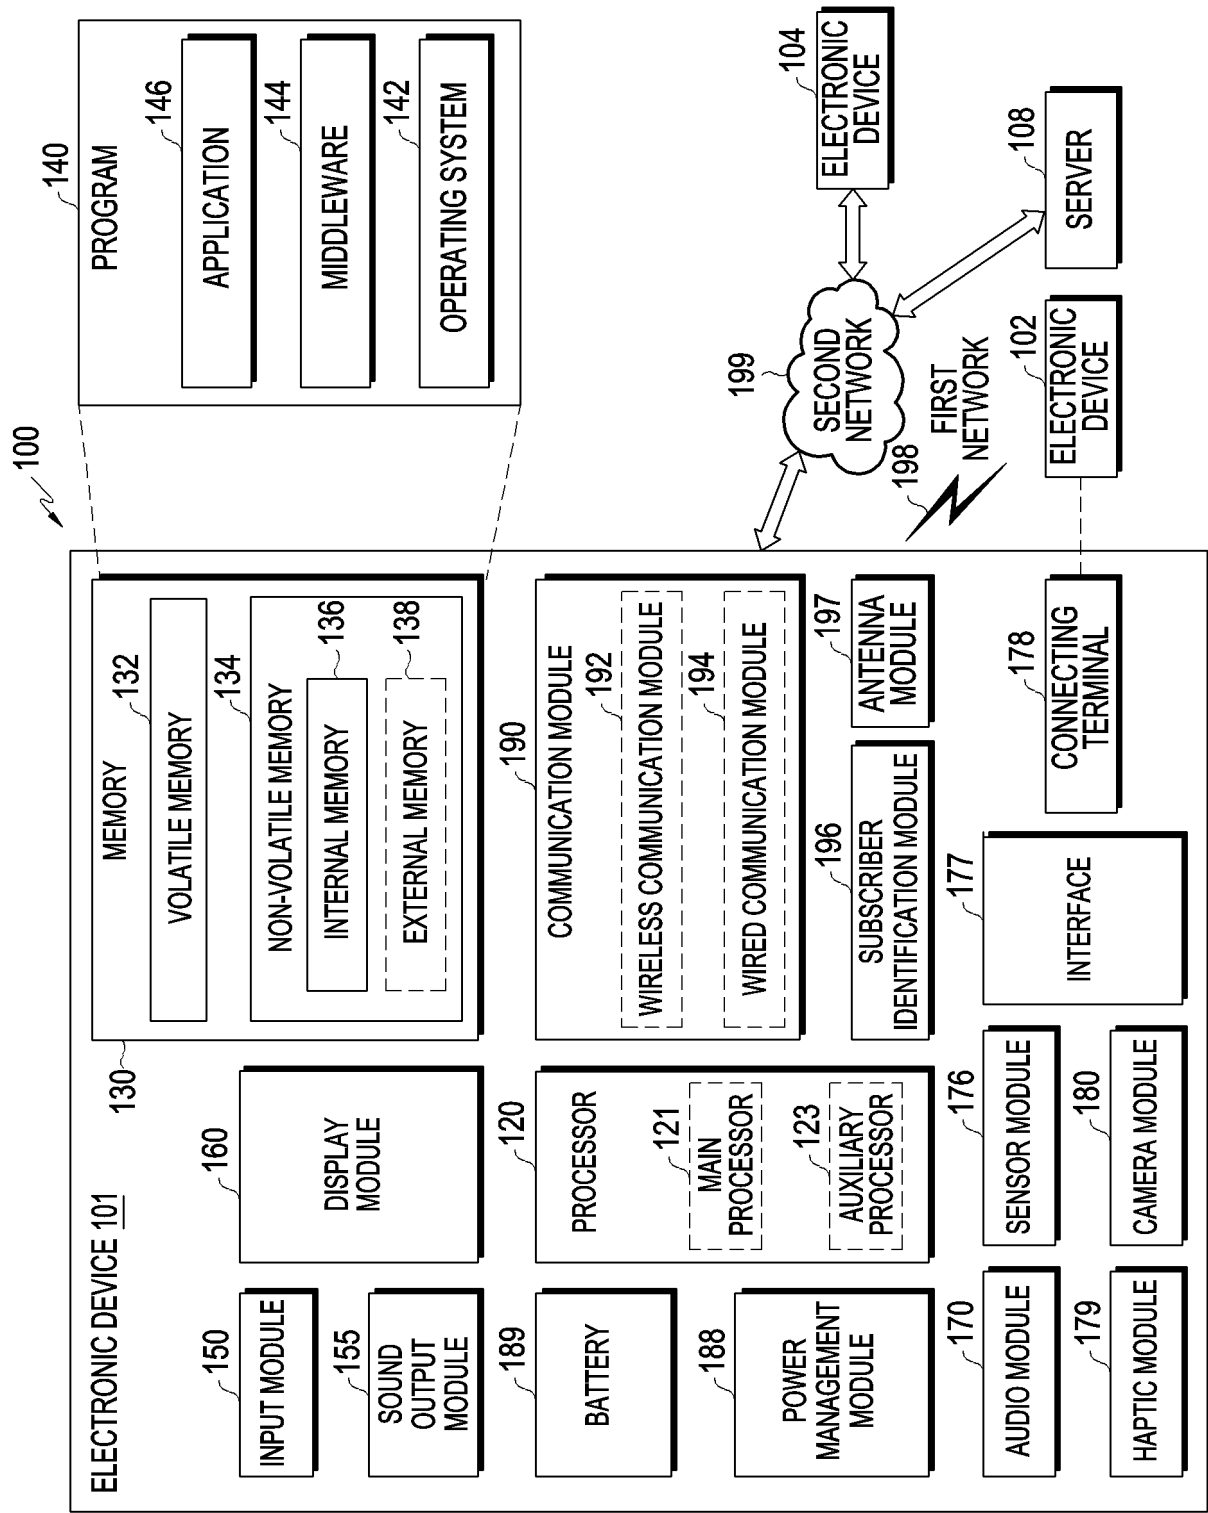 100
ELECTRONIC DEVICE 101
150
INPUT MODULE
155
SOUND
OUTPUT
MODULE
160
DISPLAY
MODULE
130
MEMORY
132
VOLATILE MEMORY
134
NON-VOLATILE MEMORY
136
INTERNAL MEMORY
138
EXTERNAL MEMORY
140
PROGRAM
146
APPLICATION
144
MIDDLEWARE
142
OPERATING SYSTEM
189
BATTERY
188
POWER
MANAGEMENT
MODULE
120
PROCESSOR
121
MAIN
PROCESSOR
123
AUXILIARY
PROCESSOR
190
COMMUNICATION MODULE
192
WIRELESS COMMUNICATION MODULE
194
WIRED COMMUNICATION MODULE
196
SUBSCRIBER
IDENTIFICATION MODULE
197
ANTENNA
MODULE
170
AUDIO MODULE
179
HAPTIC MODULE
176
SENSOR MODULE
180
CAMERA MODULE
177
INTERFACE
178
CONNECTING
TERMINAL
199
SECOND
NETWORK
198
FIRST
NETWORK
104
ELECTRONIC
DEVICE
108
SERVER
102
ELECTRONIC
DEVICE